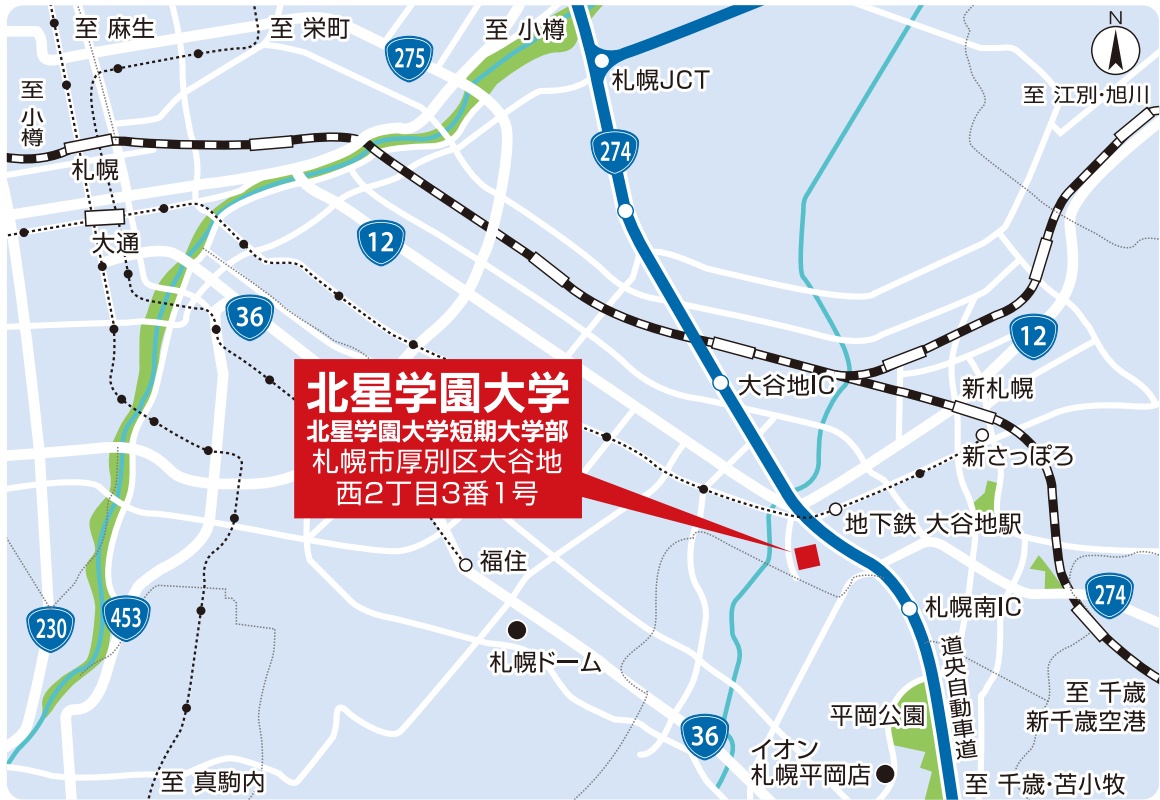 至 麻生
至 栄町
至 小樽
N
275
札幌JCT
至 小樽
至 江別・旭川
274
札幌
大通
12
36
12
北星学園大学
北星学園大学短期大学部
札幌市厚別区大谷地
西2丁目3番1号
大谷地IC
新札幌
新さっぽろ
地下鉄 大谷地駅
福住
230
453
札幌南IC
274
札幌ドーム
道央自動車道
至 千歳
新千歳空港
平岡公園
36
イオン
札幌平岡店
至 真駒内
至 千歳・苫小牧